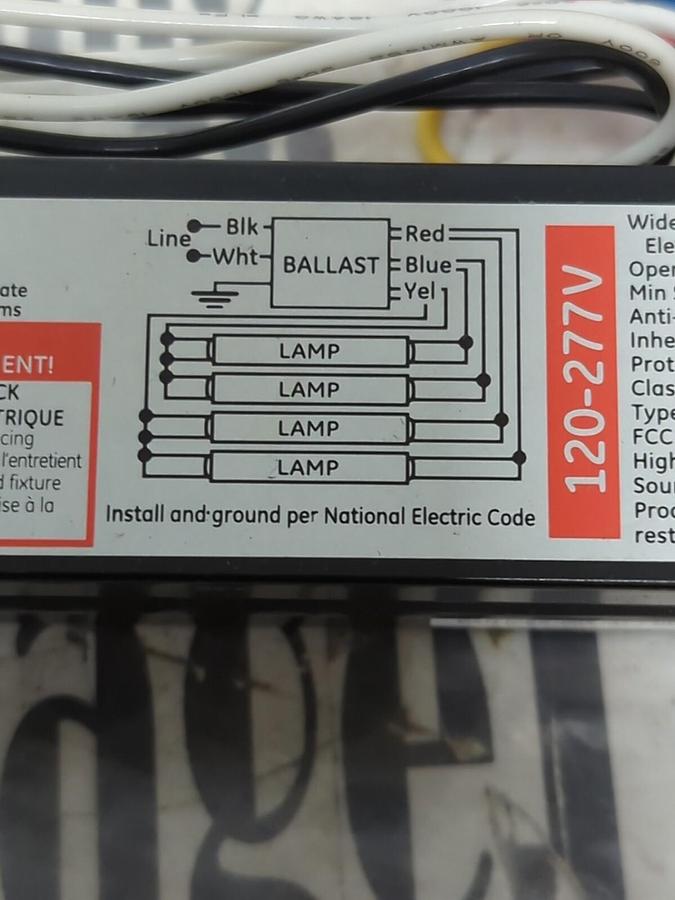 Line
Blk
Wht
BALLAST
Red
Blue
Yel
LAMP
LAMP
LAMP
LAMP
Install and ground per National Electric Code
120-277V
ate
ms
ENT!
CK
TRIQUE
cing
l'entretient
d fixture
ise à la
Wide
Ele
Oper
Min S
Anti-
Inhe
Prot
Clas
Type
FCC
High
Soun
Proc
rest
600V